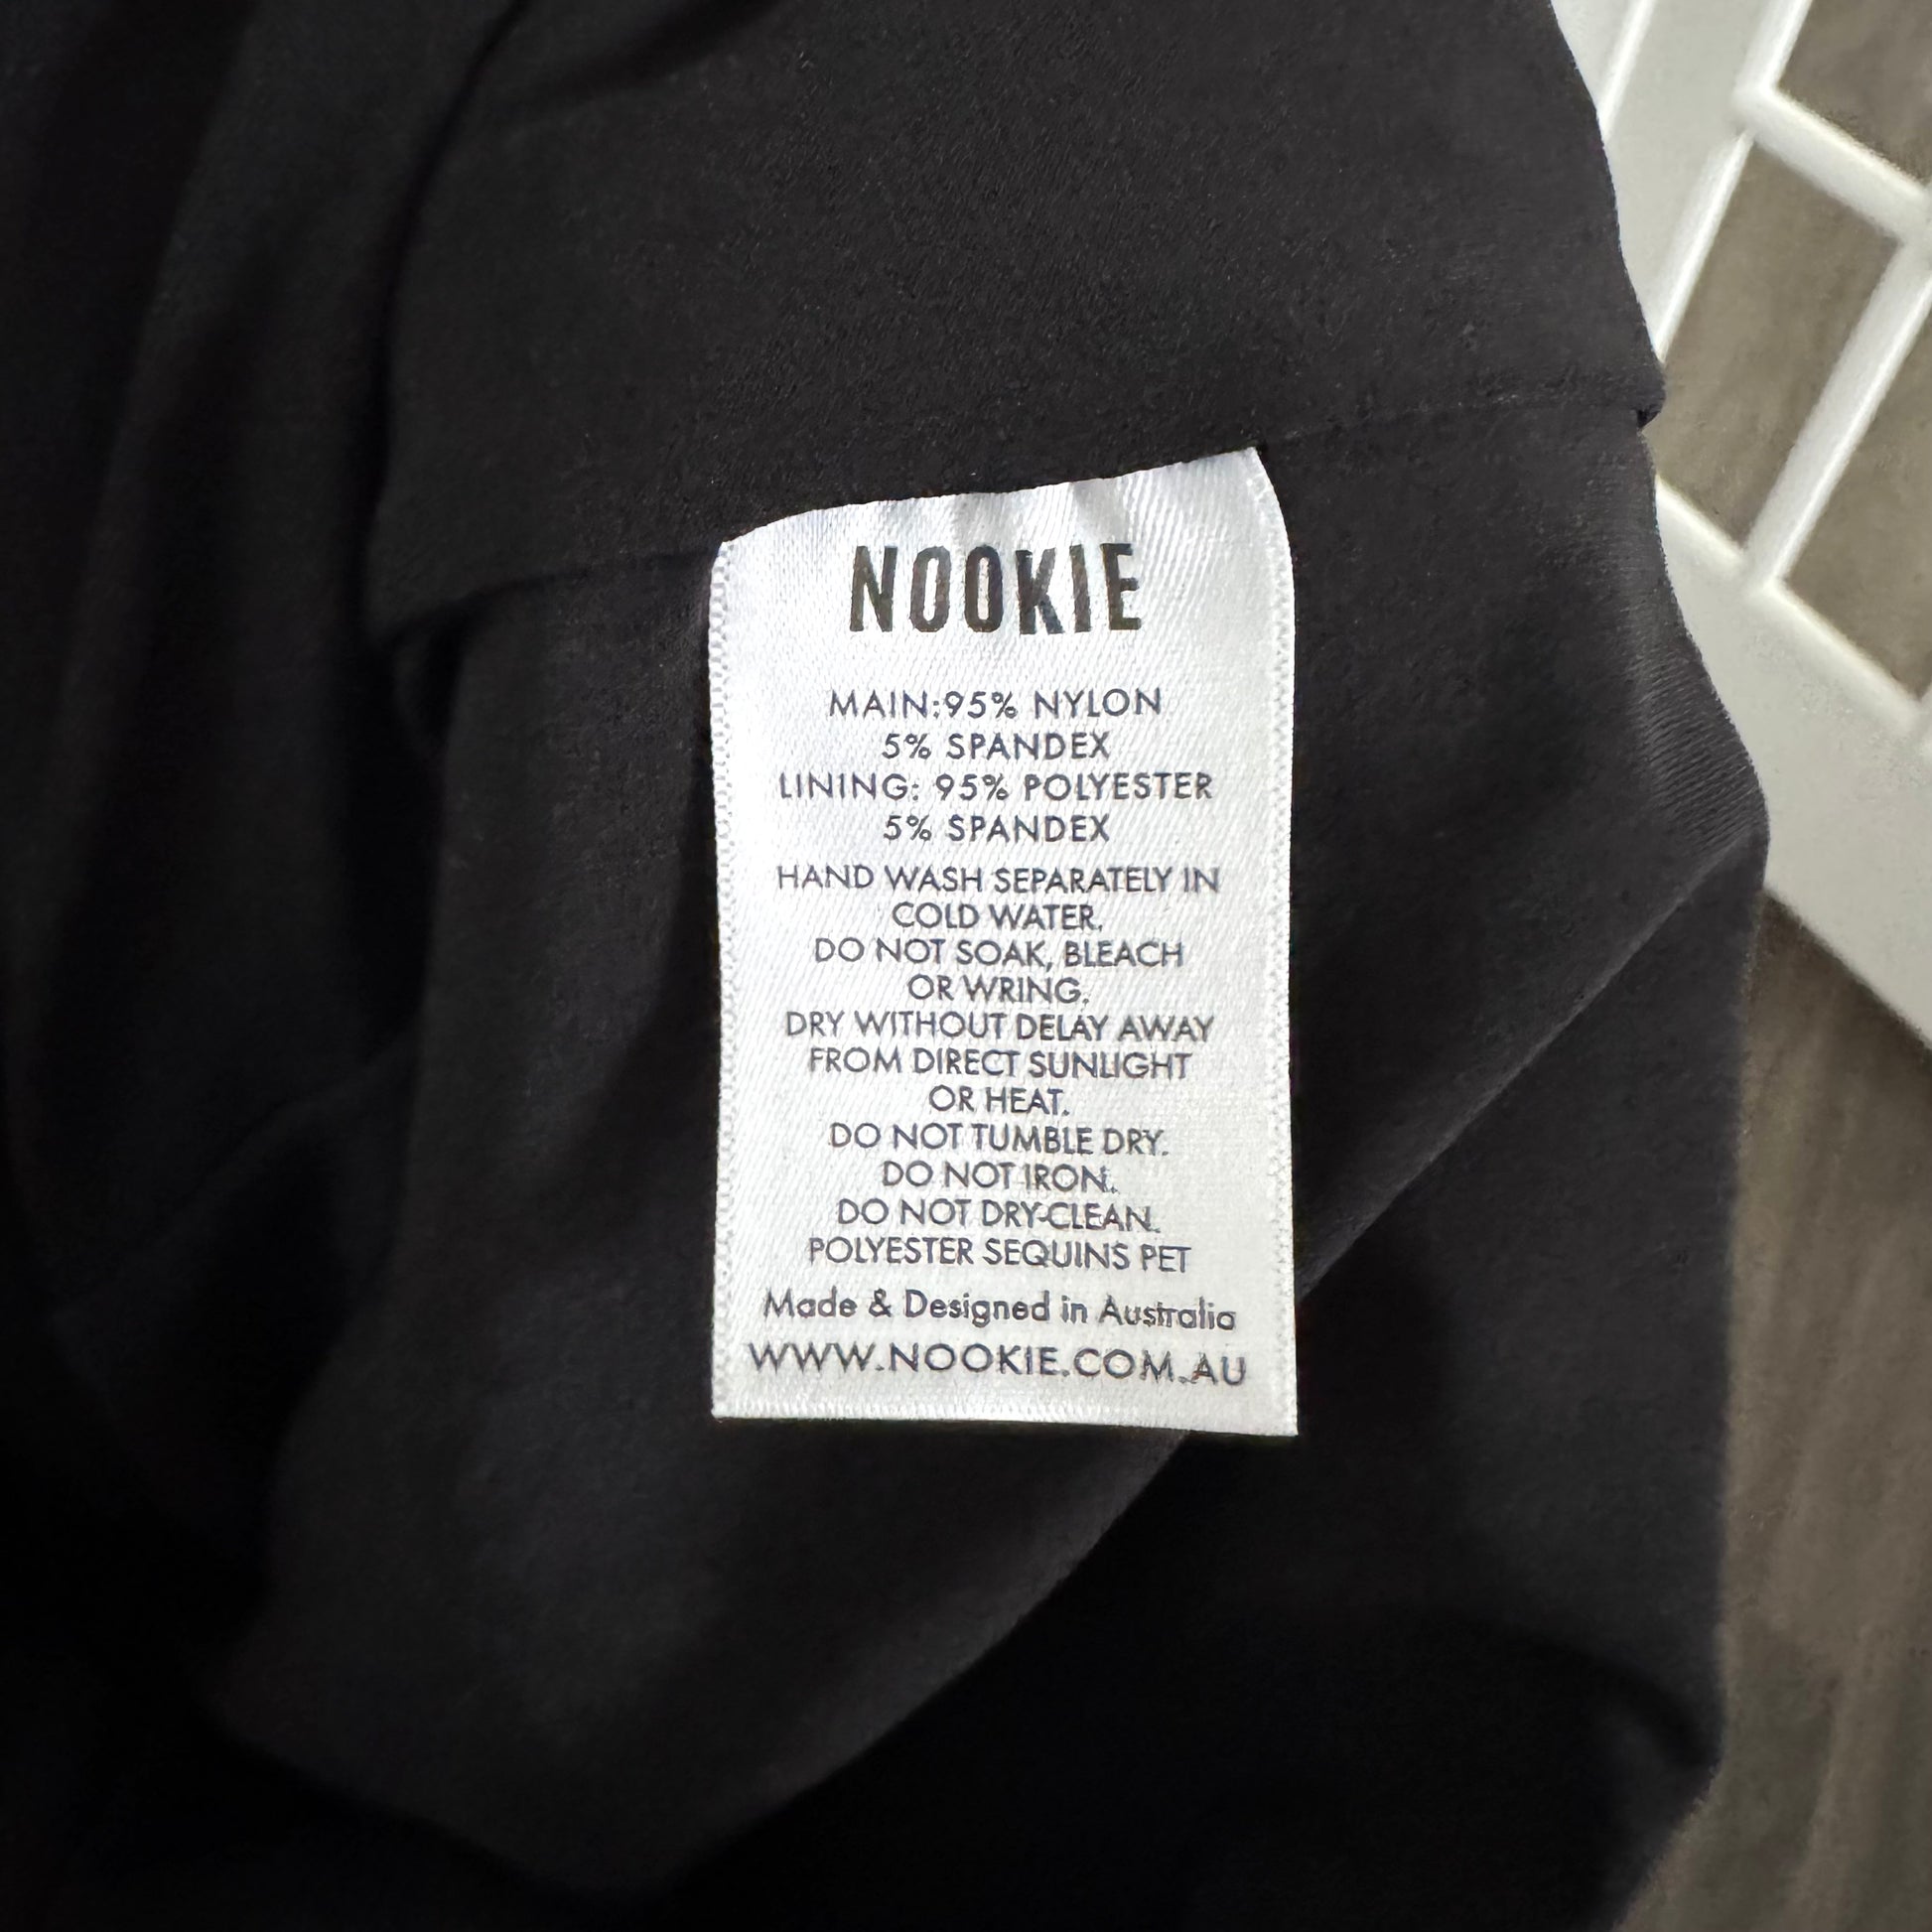 NOOKIE
MAIN:95% NYLON
5% SPANDEX
LINING: 95% POLYESTER
5% SPANDEX
HAND WASH SEPARATELY IN
COLD WATER.
DO NOT SOAK, BLEACH
OR WRING.
DRY WITHOUT DELAY AWAY
FROM DIRECT SUNLIGHT
OR HEAT.
DO NOT TUMBLE DRY.
DO NOT IRON.
DO NOT DRY-CLEAN.
POLYESTER SEQUINS PET
Made & Designed in Australia
WWW.NOOKIE.COM.AU